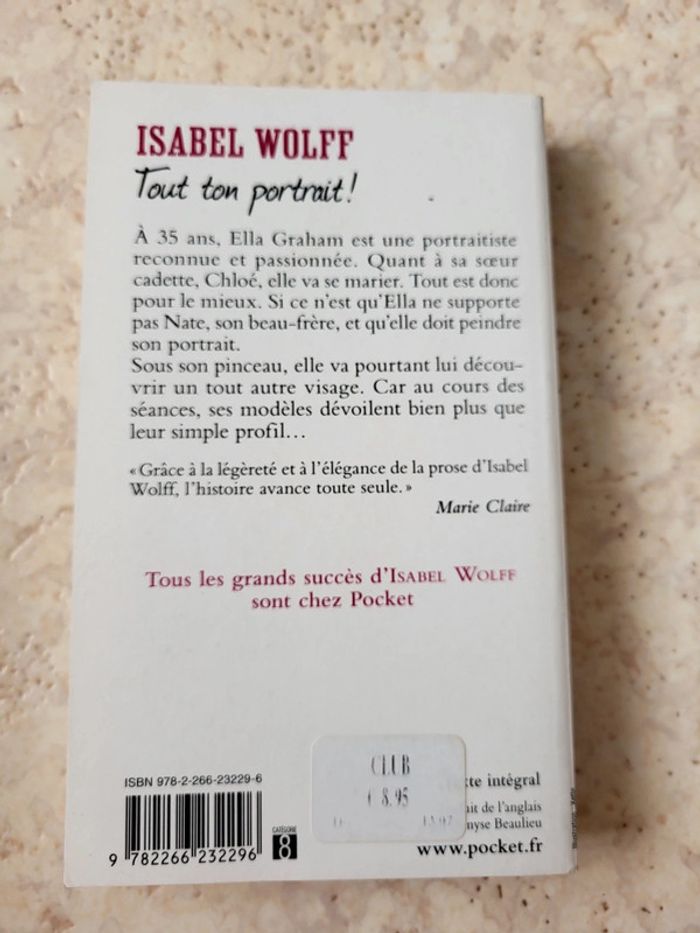 ISABEL WOLFF
Tout ton portrait!
À 35 ans, Ella Graham est une portraitiste
reconnue et passionnée. Quant à sa sœur
cadette, Chloé, elle va se marier. Tout est donc
pour le mieux. Si ce n'est qu'Ella ne supporte
pas Nate, son beau-frère, et qu'elle doit peindre
son portrait.
Sous son pinceau, elle va pourtant lui décou-
vrir un tout autre visage. Car au cours des
séances, ses modèles dévoilent bien plus que
leur simple profil…
« Grâce à la légèreté et à l'élégance de la prose d'Isabel
Wolff, l'histoire avance toute seule. »
Marie Claire
Tous les grands succès d'ISABEL WOLFF
sont chez Pocket
ISBN 978-2-266-23229-6
9 782266 232296
CATÉGORIE
8
CLUB
€ 8.95
intégral
de l'anglais
Beaulieu
www.pocket.fr